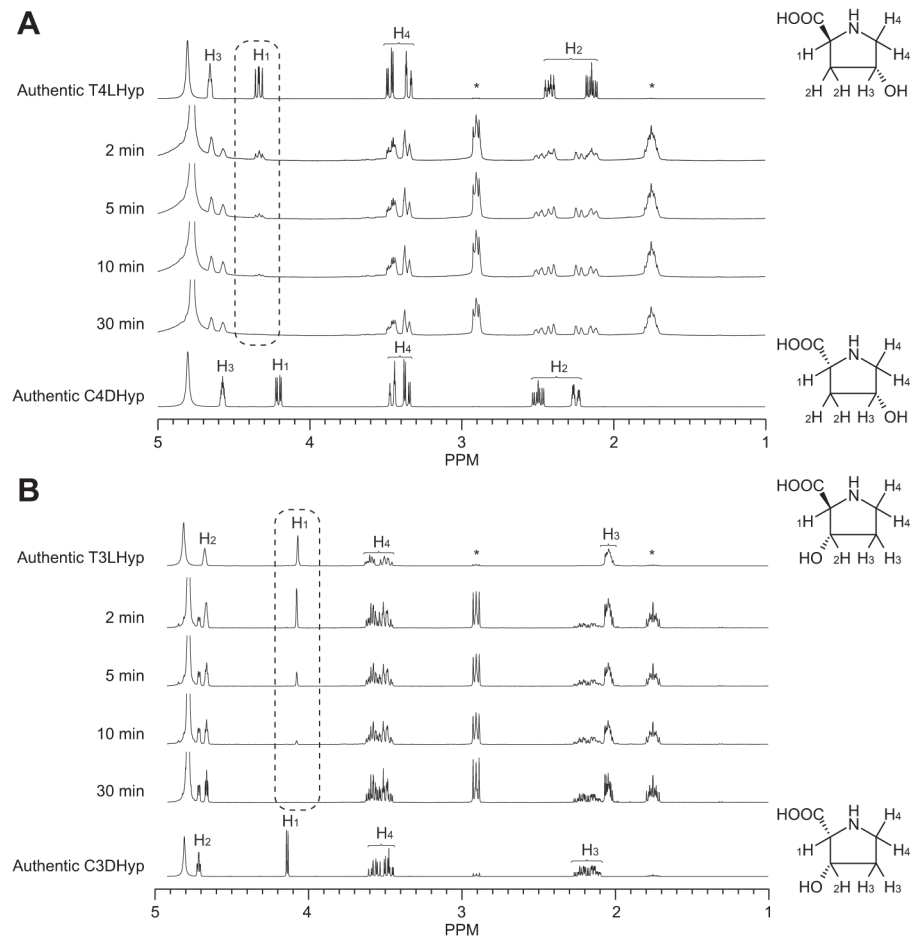 A
H3 H1 H4 H2
Authentic T4LHyp * *
2 min
5 min
10 min
30 min
H3 H1 H4 H2
Authentic C4DHyp
5 4 3 2 1
PPM
HOOC H N H4
1H H4
2H 2H H3 OH
HOOC H N H4
1H H4
2H 2H H3 OH
B
H2 H1 H4 H3
Authentic T3LHyp * *
2 min
5 min
10 min
30 min
H2 H1 H4 H3
Authentic C3DHyp
5 4 3 2 1
PPM
HOOC H N H4
1H H4
HO 2H H3 H3
HOOC H N H4
1H H4
HO 2H H3 H3